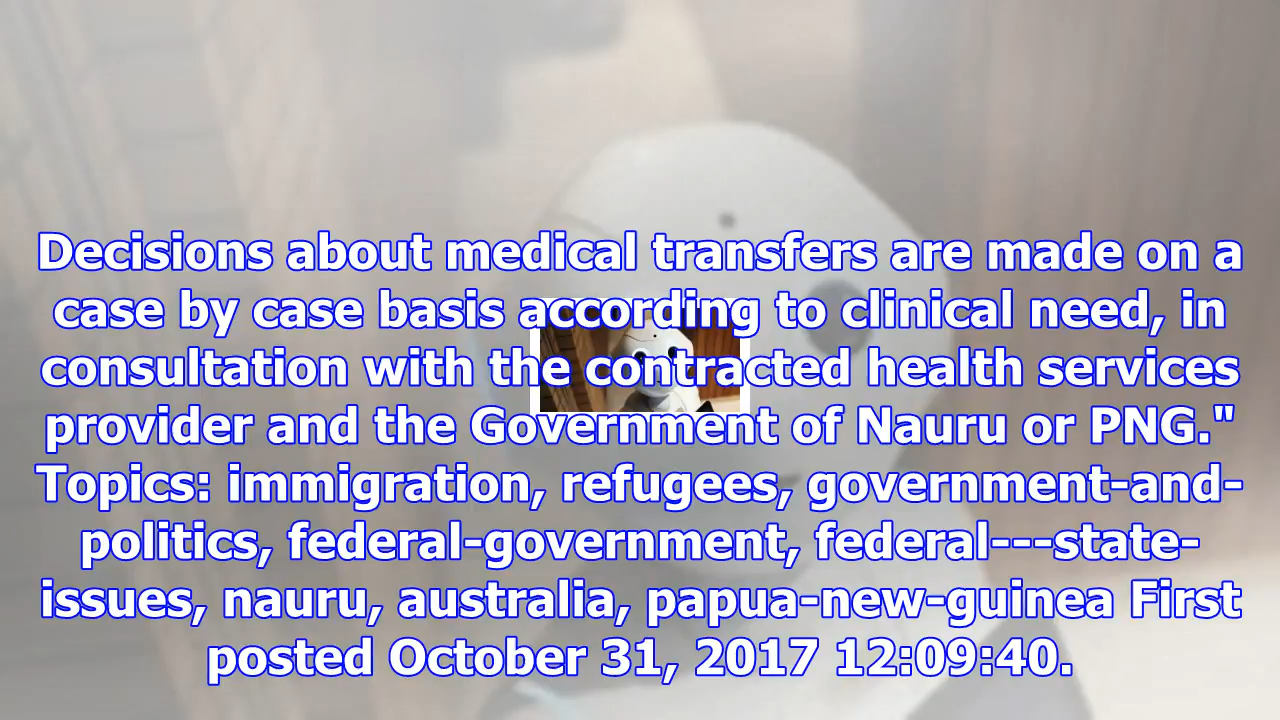 Decisions about medical transfers are made on a
case by case basis according to clinical need, in
consultation with the contracted health services
provider and the Government of Nauru or PNG."
Topics: immigration, refugees, government-and-
politics, federal-government, federal---state-
issues, nauru, australia, papua-new-guinea First
posted October 31, 2017 12:09:40.